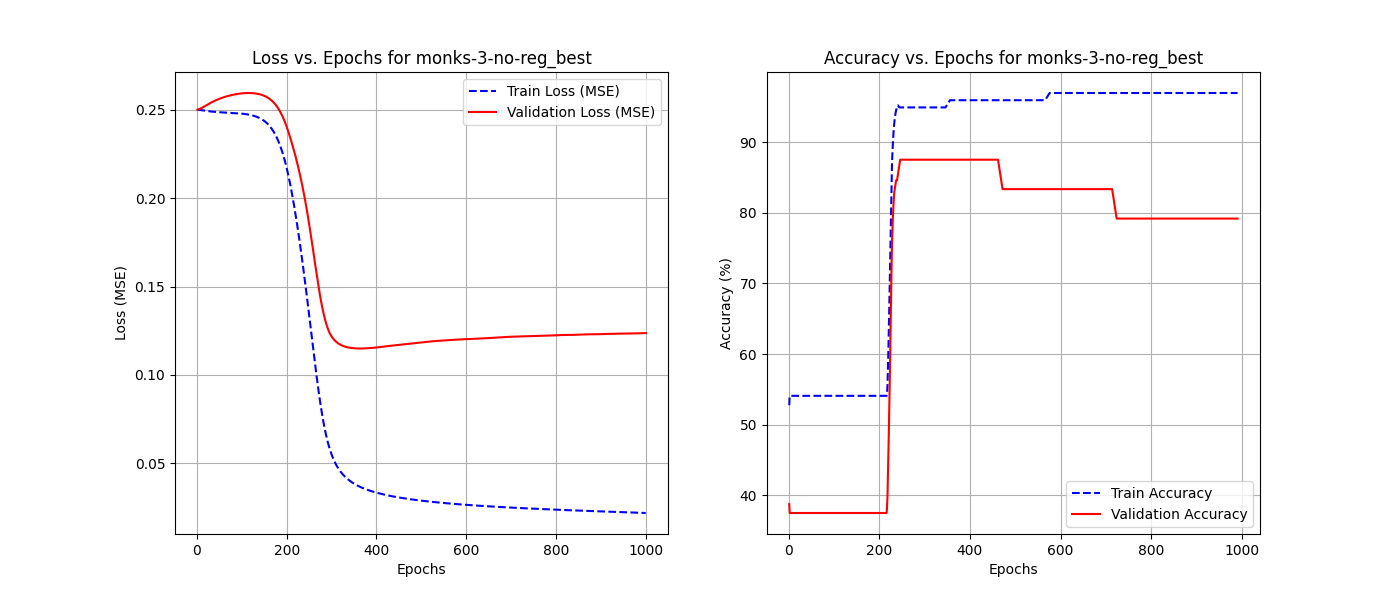 Loss vs. Epochs for monks-3-no-reg_best
Train Loss (MSE)
Validation Loss (MSE)
0.25
0.20
0.15
0.10
0.05
Loss (MSE)
0
200
400
600
800
1000
Epochs
Accuracy vs. Epochs for monks-3-no-reg_best
90
80
70
60
50
40
Accuracy (%)
Train Accuracy
Validation Accuracy
0
200
400
600
800
1000
Epochs